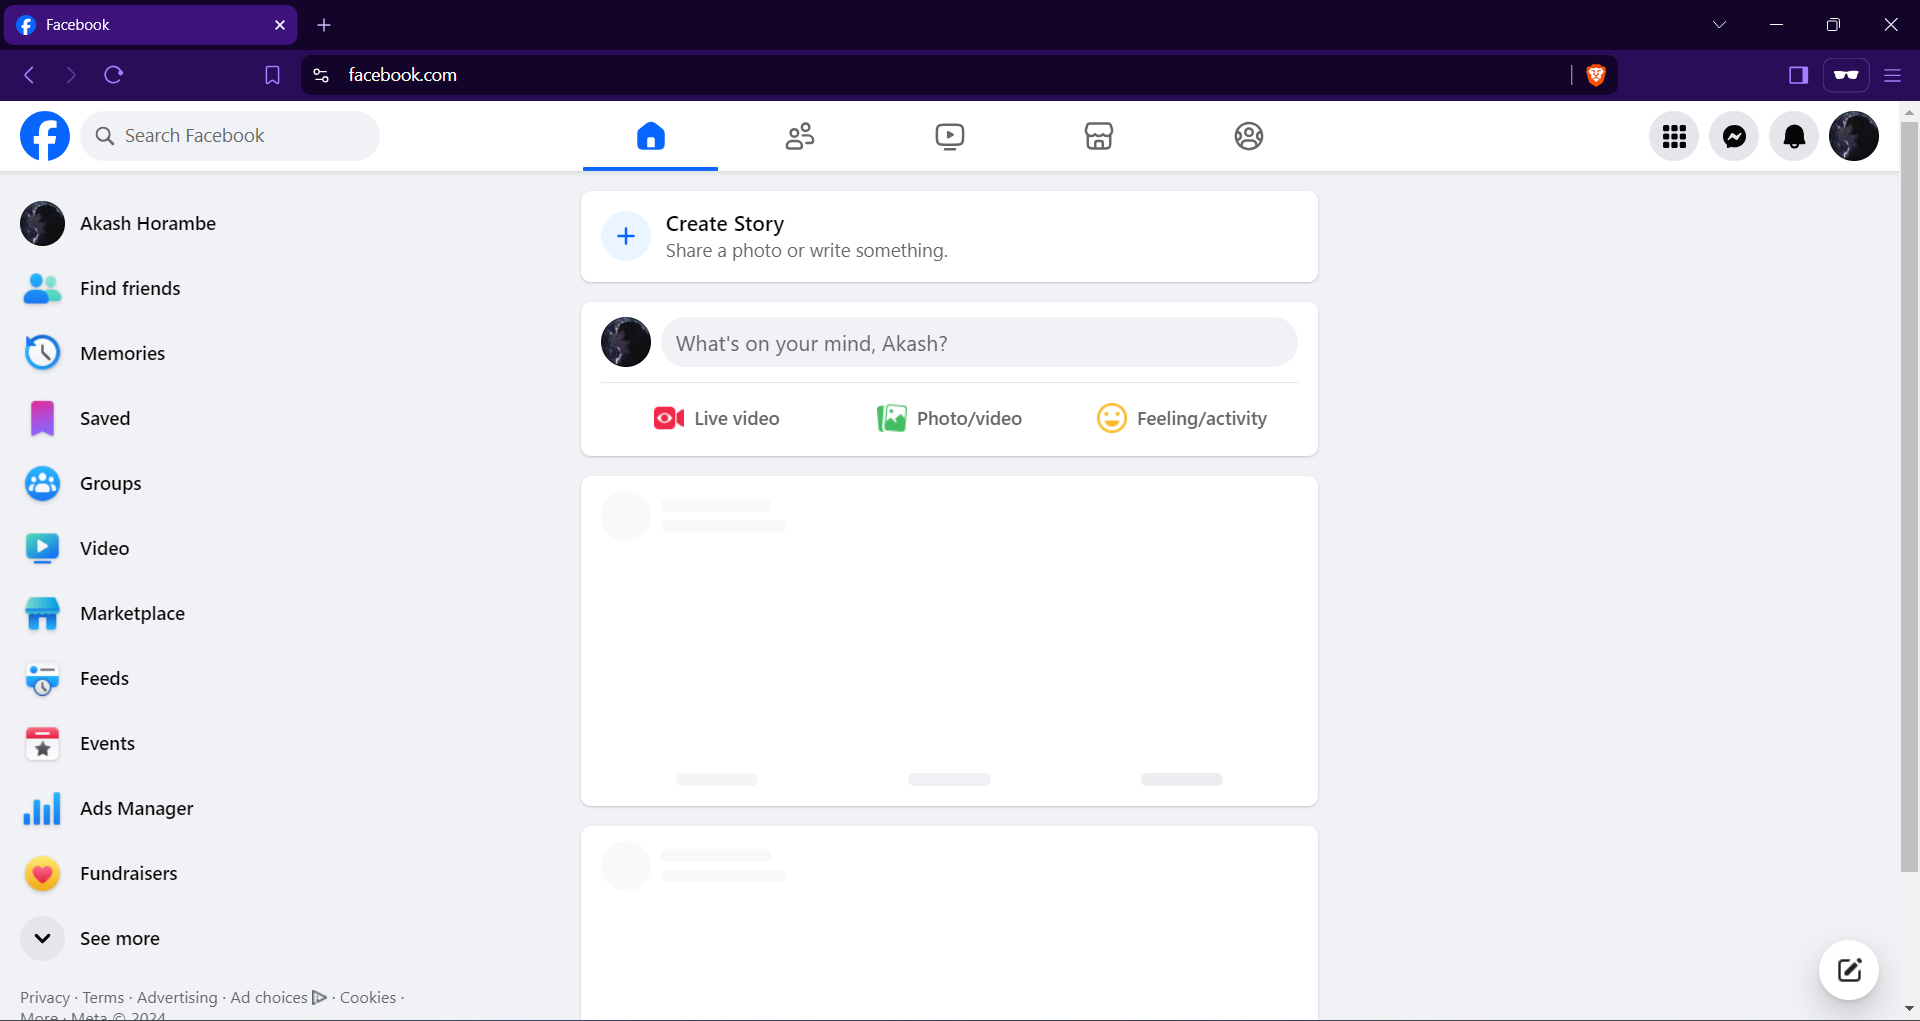 Facebook
facebook.com
Search Facebook
Akash Horambe
Find friends
Memories
Saved
Groups
Video
Marketplace
Feeds
Events
Ads Manager
Fundraisers
See more
Privacy · Terms · Advertising · Ad choices · Cookies ·
More · Meta © 2024
Create Story
Share a photo or write something.
What's on your mind, Akash?
Live video
Photo/video
Feeling/activity